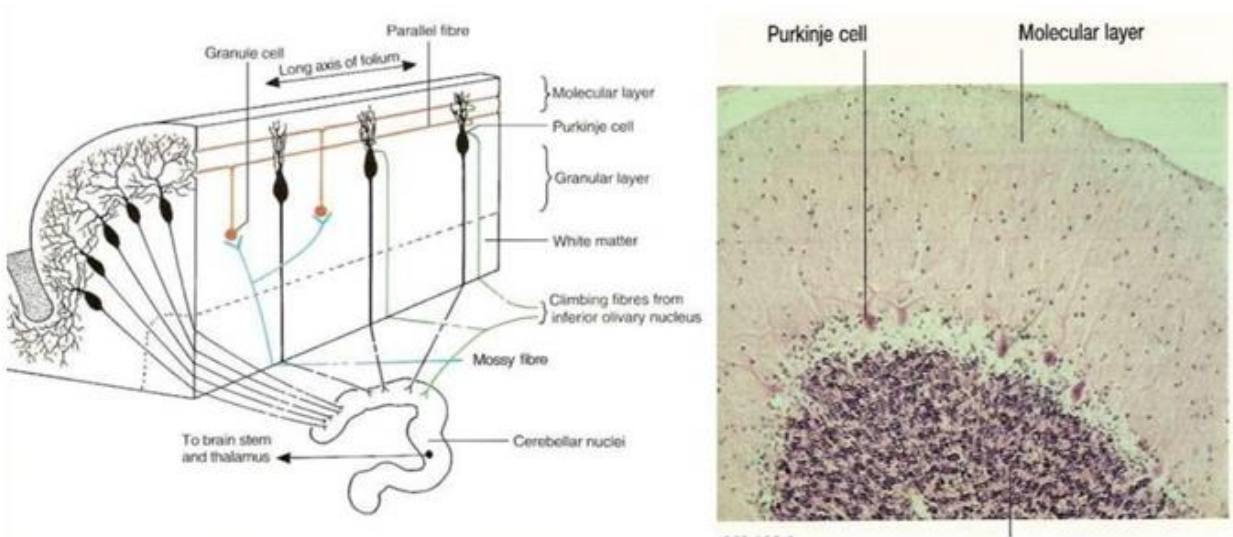 Parallel fibre
Granule cell
Long axis of folium
Molecular layer
Purkinje cell
Granular layer
White matter
Climbing fibres from
inferior olivary nucleus
Mossy fibre
Cerebellar nuclei
To brain stem
and thalamus
Purkinje cell
Molecular layer